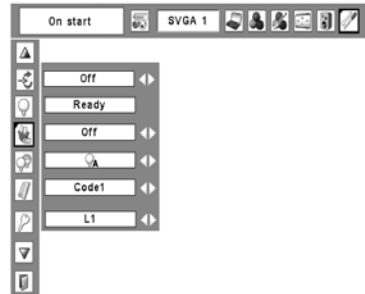 On start SVGA 1
Off
Ready
Off
A
Code1
L1